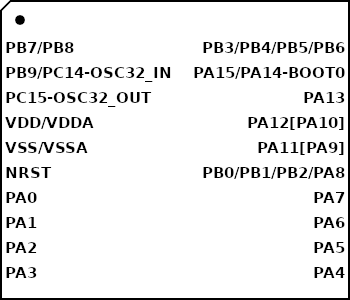 PB7/PB8 PB3/PB4/PB5/PB6
PB9/PC14-OSC32_IN PA15/PA14-BOOT0
PC15-OSC32_OUT PA13
VDD/VDDA PA12[PA10]
VSS/VSSA PA11[PA9]
NRST PB0/PB1/PB2/PA8
PA0 PA7
PA1 PA6
PA2 PA5
PA3 PA4